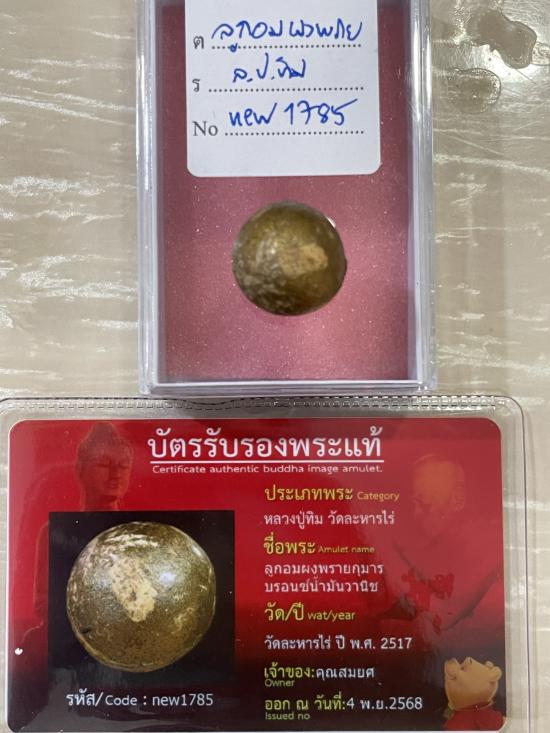 ต ลูกอมผงพราย
ร ล.ป.ทิม
No new 1785
บัตรรับรองพระแท้
Certificate authentic buddha image amulet.
ประเภทพระ Category
หลวงปู่ทิม วัดละหารไร่
ชื่อพระ Amulet name
ลูกอมผงพรายกุมาร
บรอนซ์น้ำมันวานิช
วัด/ปี wat/year
วัดละหารไร่ ปี พ.ศ. 2517
เจ้าของ:คุณสมยศ
Owner
รหัส/Code : new1785
ออก ณ วันที่:4 พ.ย.2568
Issued no